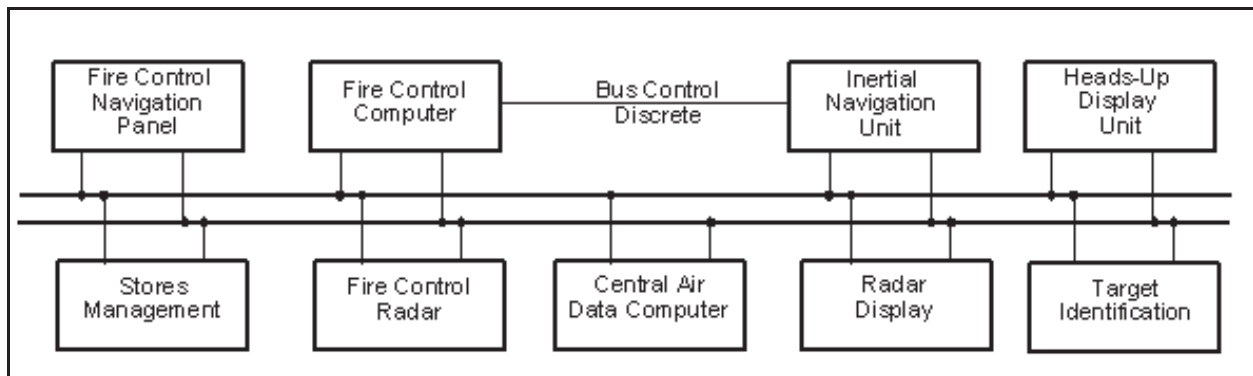 Fire Control
Navigation
Panel
Fire Control
Computer
Bus Control
Discrete
Inertial
Navigation
Unit
Heads-Up
Display
Unit
Stores
Management
Fire Control
Radar
Central Air
Data Computer
Radar
Display
Target
Identification